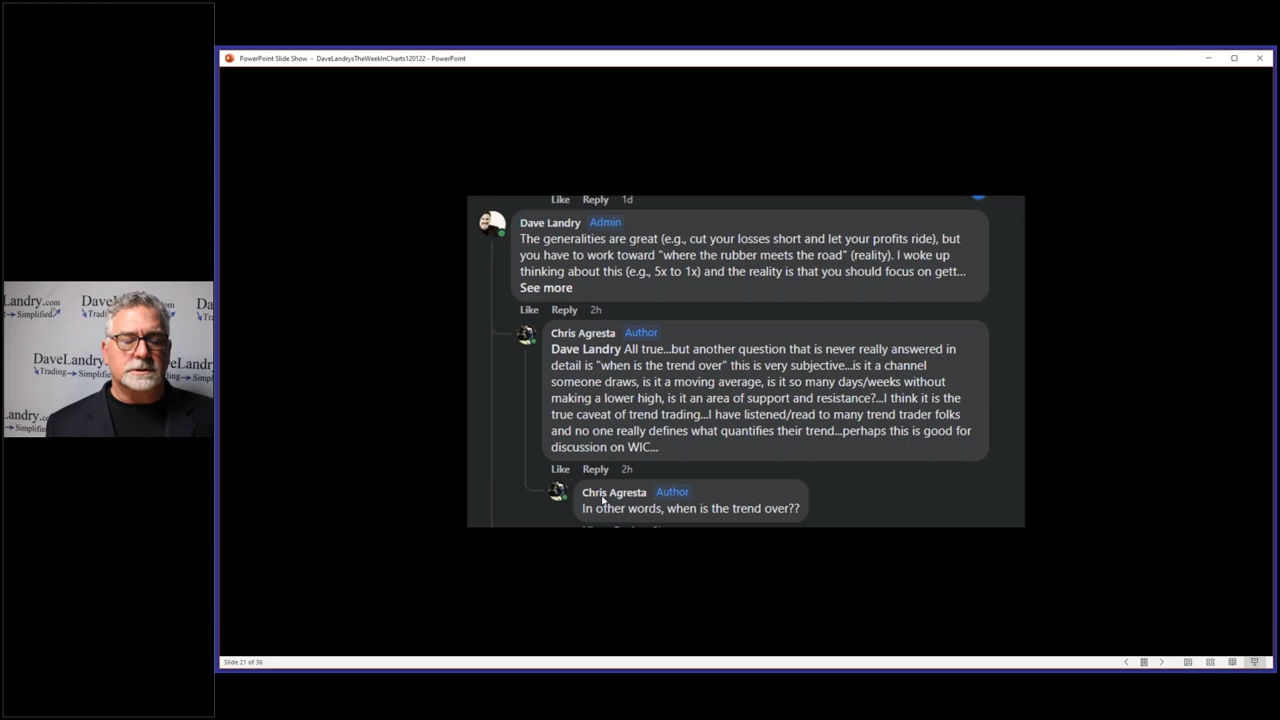 PowerPoint Slide Show - DaveLandrysTheWeekInCharts120122 - PowerPoint
Like Reply 1d
Dave Landry Admin
The generalities are great (e.g., cut your losses short and let your profits ride), but
you have to work toward "where the rubber meets the road" (reality). I woke up
thinking about this (e.g., 5x to 1x) and the reality is that you should focus on gett...
See more
Like Reply 2h
Chris Agresta Author
Dave Landry All true...but another question that is never really answered in
detail is "when is the trend over" this is very subjective...is it a channel
someone draws, is it a moving average, is it so many days/weeks without
making a lower high, is it an area of support and resistance?...I think it is the
true caveat of trend trading...I have listened/read to many trend trader folks
and no one really defines what quantifies their trend...perhaps this is good for
discussion on WIC...
Like Reply 2h
Chris Agresta Author
In other words, when is the trend over??
Landry.com
Simplified
DaveLandry.com
Trading Simplified
Landry.com
Simplified
Slide 21 of 36